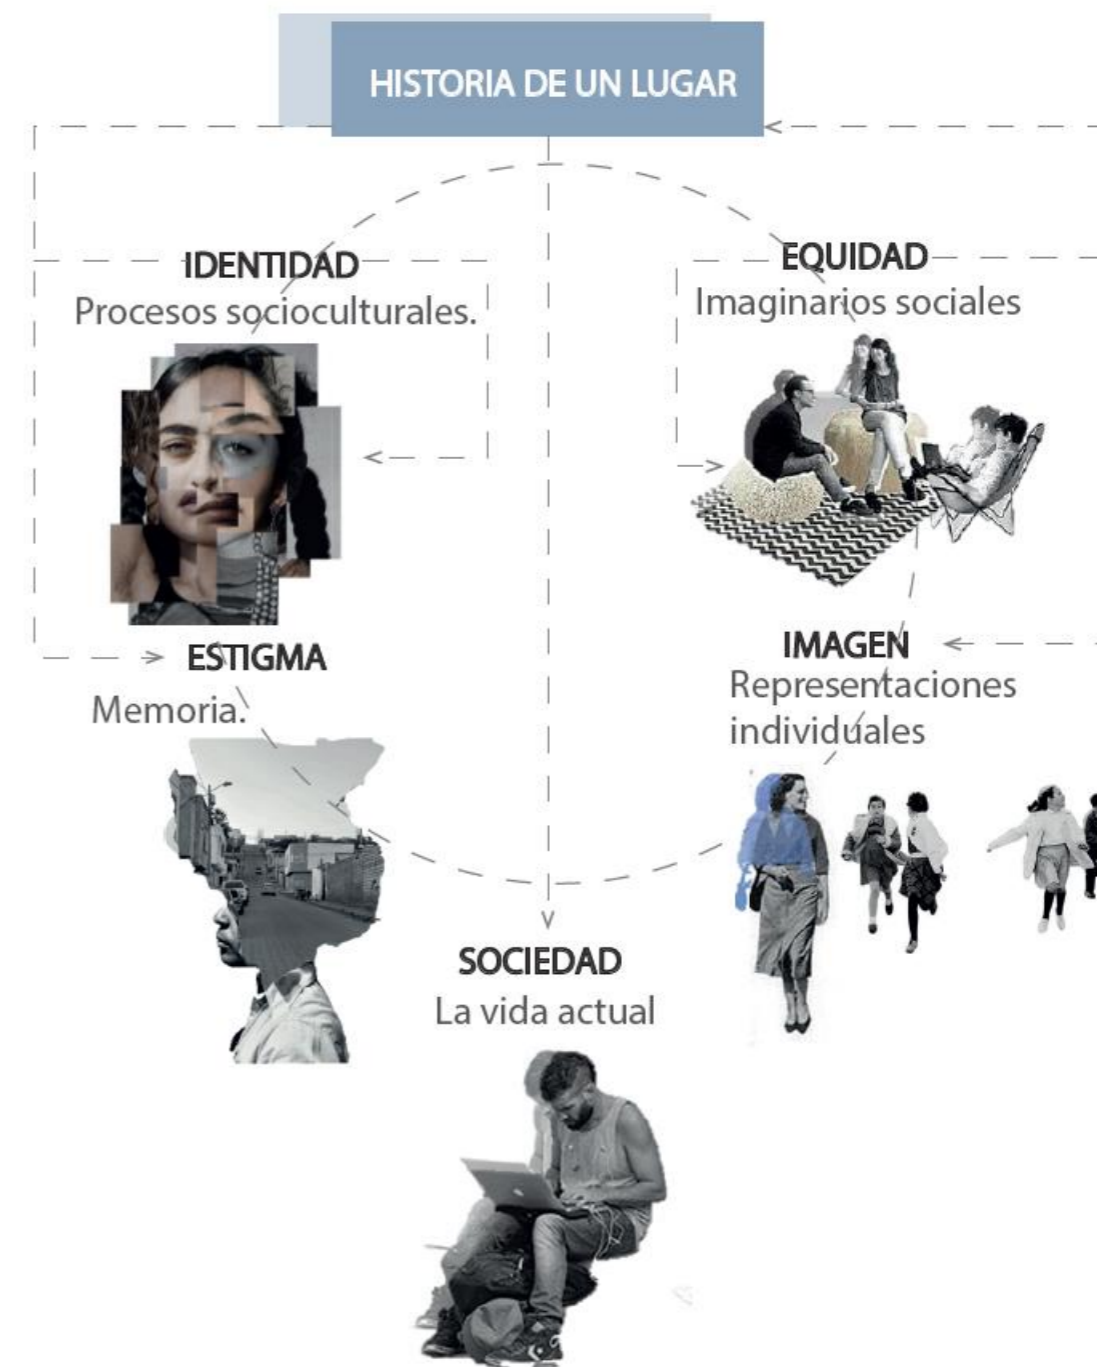 HISTORIA DE UN LUGAR
IDENTIDAD
Procesos socioculturales.
EQUIDAD
Imaginarios sociales
ESTIGMA
Memoria.
IMAGEN
Representaciones
individuales
SOCIEDAD
La vida actual